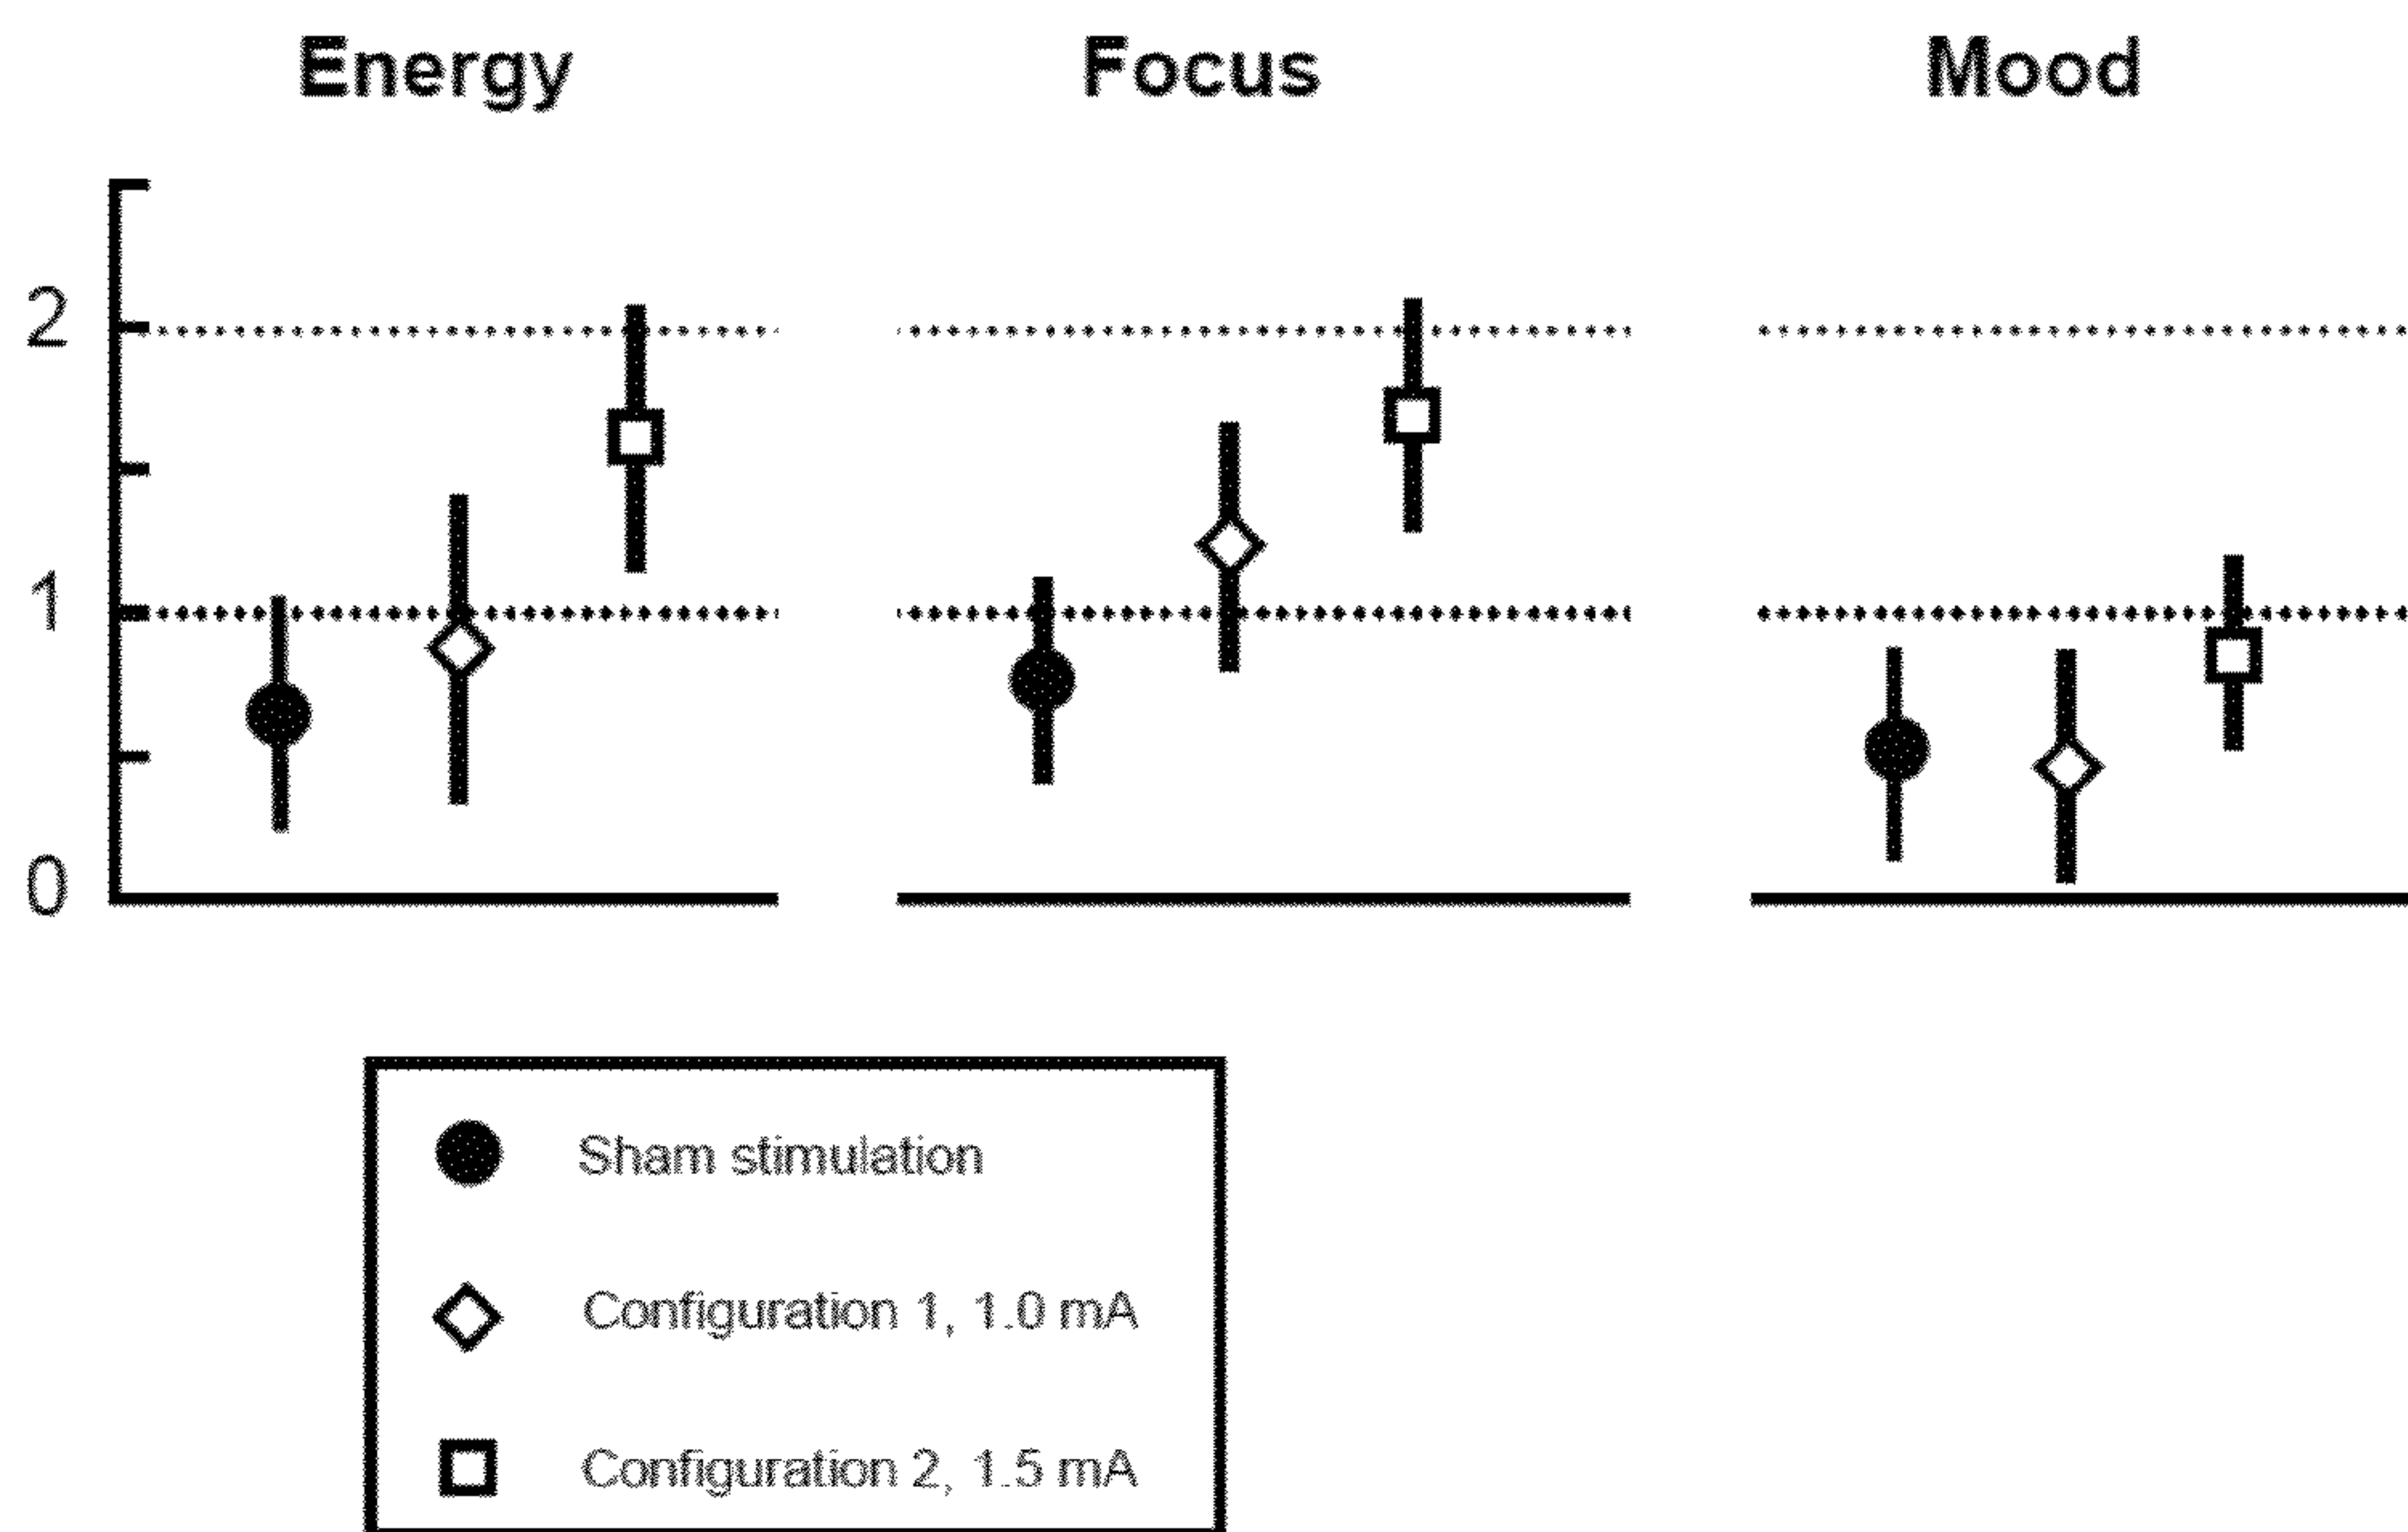 Energy Focus Mood
2
1
0
Sham stimulation
Configuration 1, 1.0 mA
Configuration 2, 1.5 mA